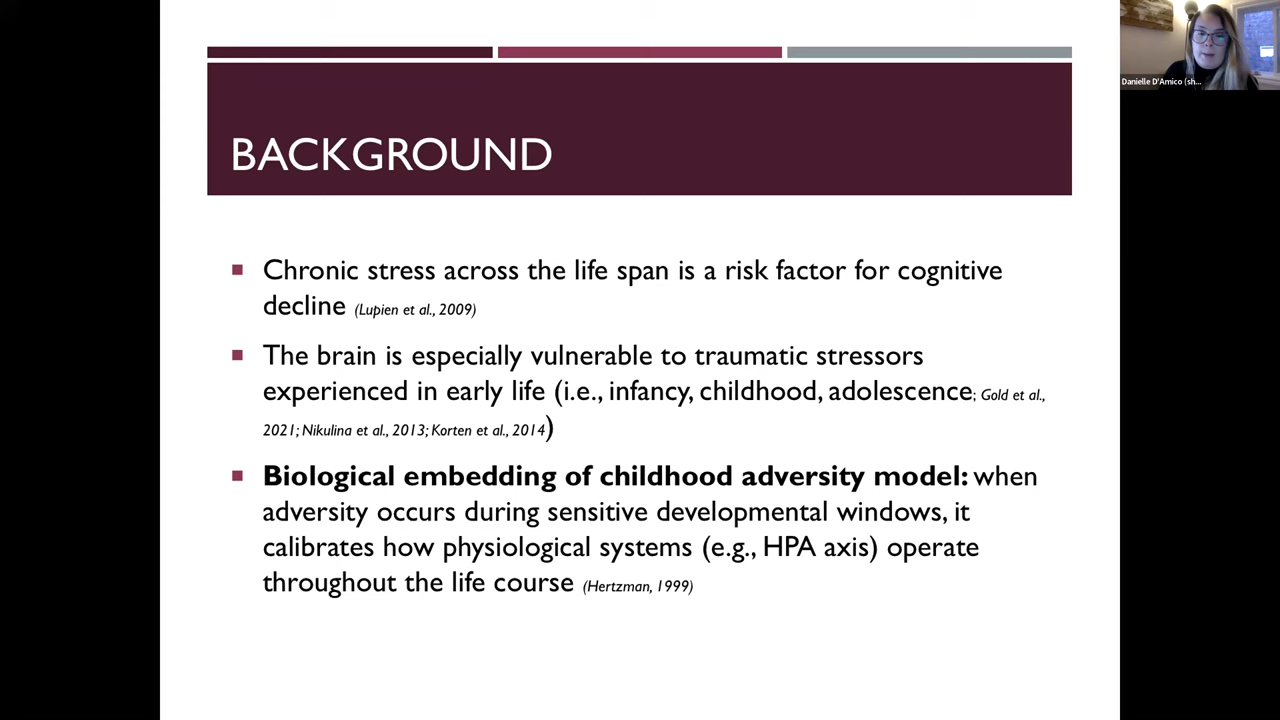 BACKGROUND
Chronic stress across the life span is a risk factor for cognitive
decline (Lupien et al., 2009)
The brain is especially vulnerable to traumatic stressors
experienced in early life (i.e., infancy, childhood, adolescence; Gold et al.,
2021; Nikulina et al., 2013; Korten et al., 2014)
Biological embedding of childhood adversity model: when
adversity occurs during sensitive developmental windows, it
calibrates how physiological systems (e.g., HPA axis) operate
throughout the life course (Hertzman, 1999)
Danielle D'Amico (sh...